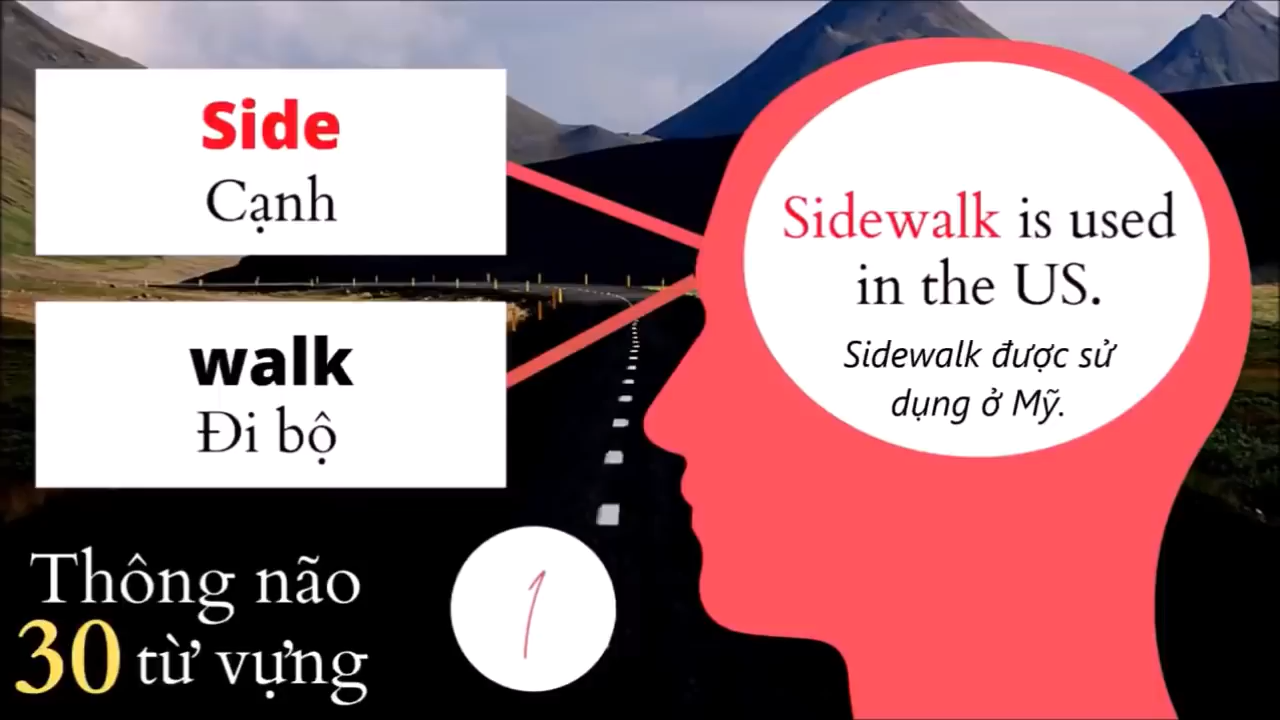 Side
Cạnh
walk
Đi bộ
Sidewalk is used
in the US.
Sidewalk được sử
dụng ở Mỹ.
Thông não
30 từ vựng
1